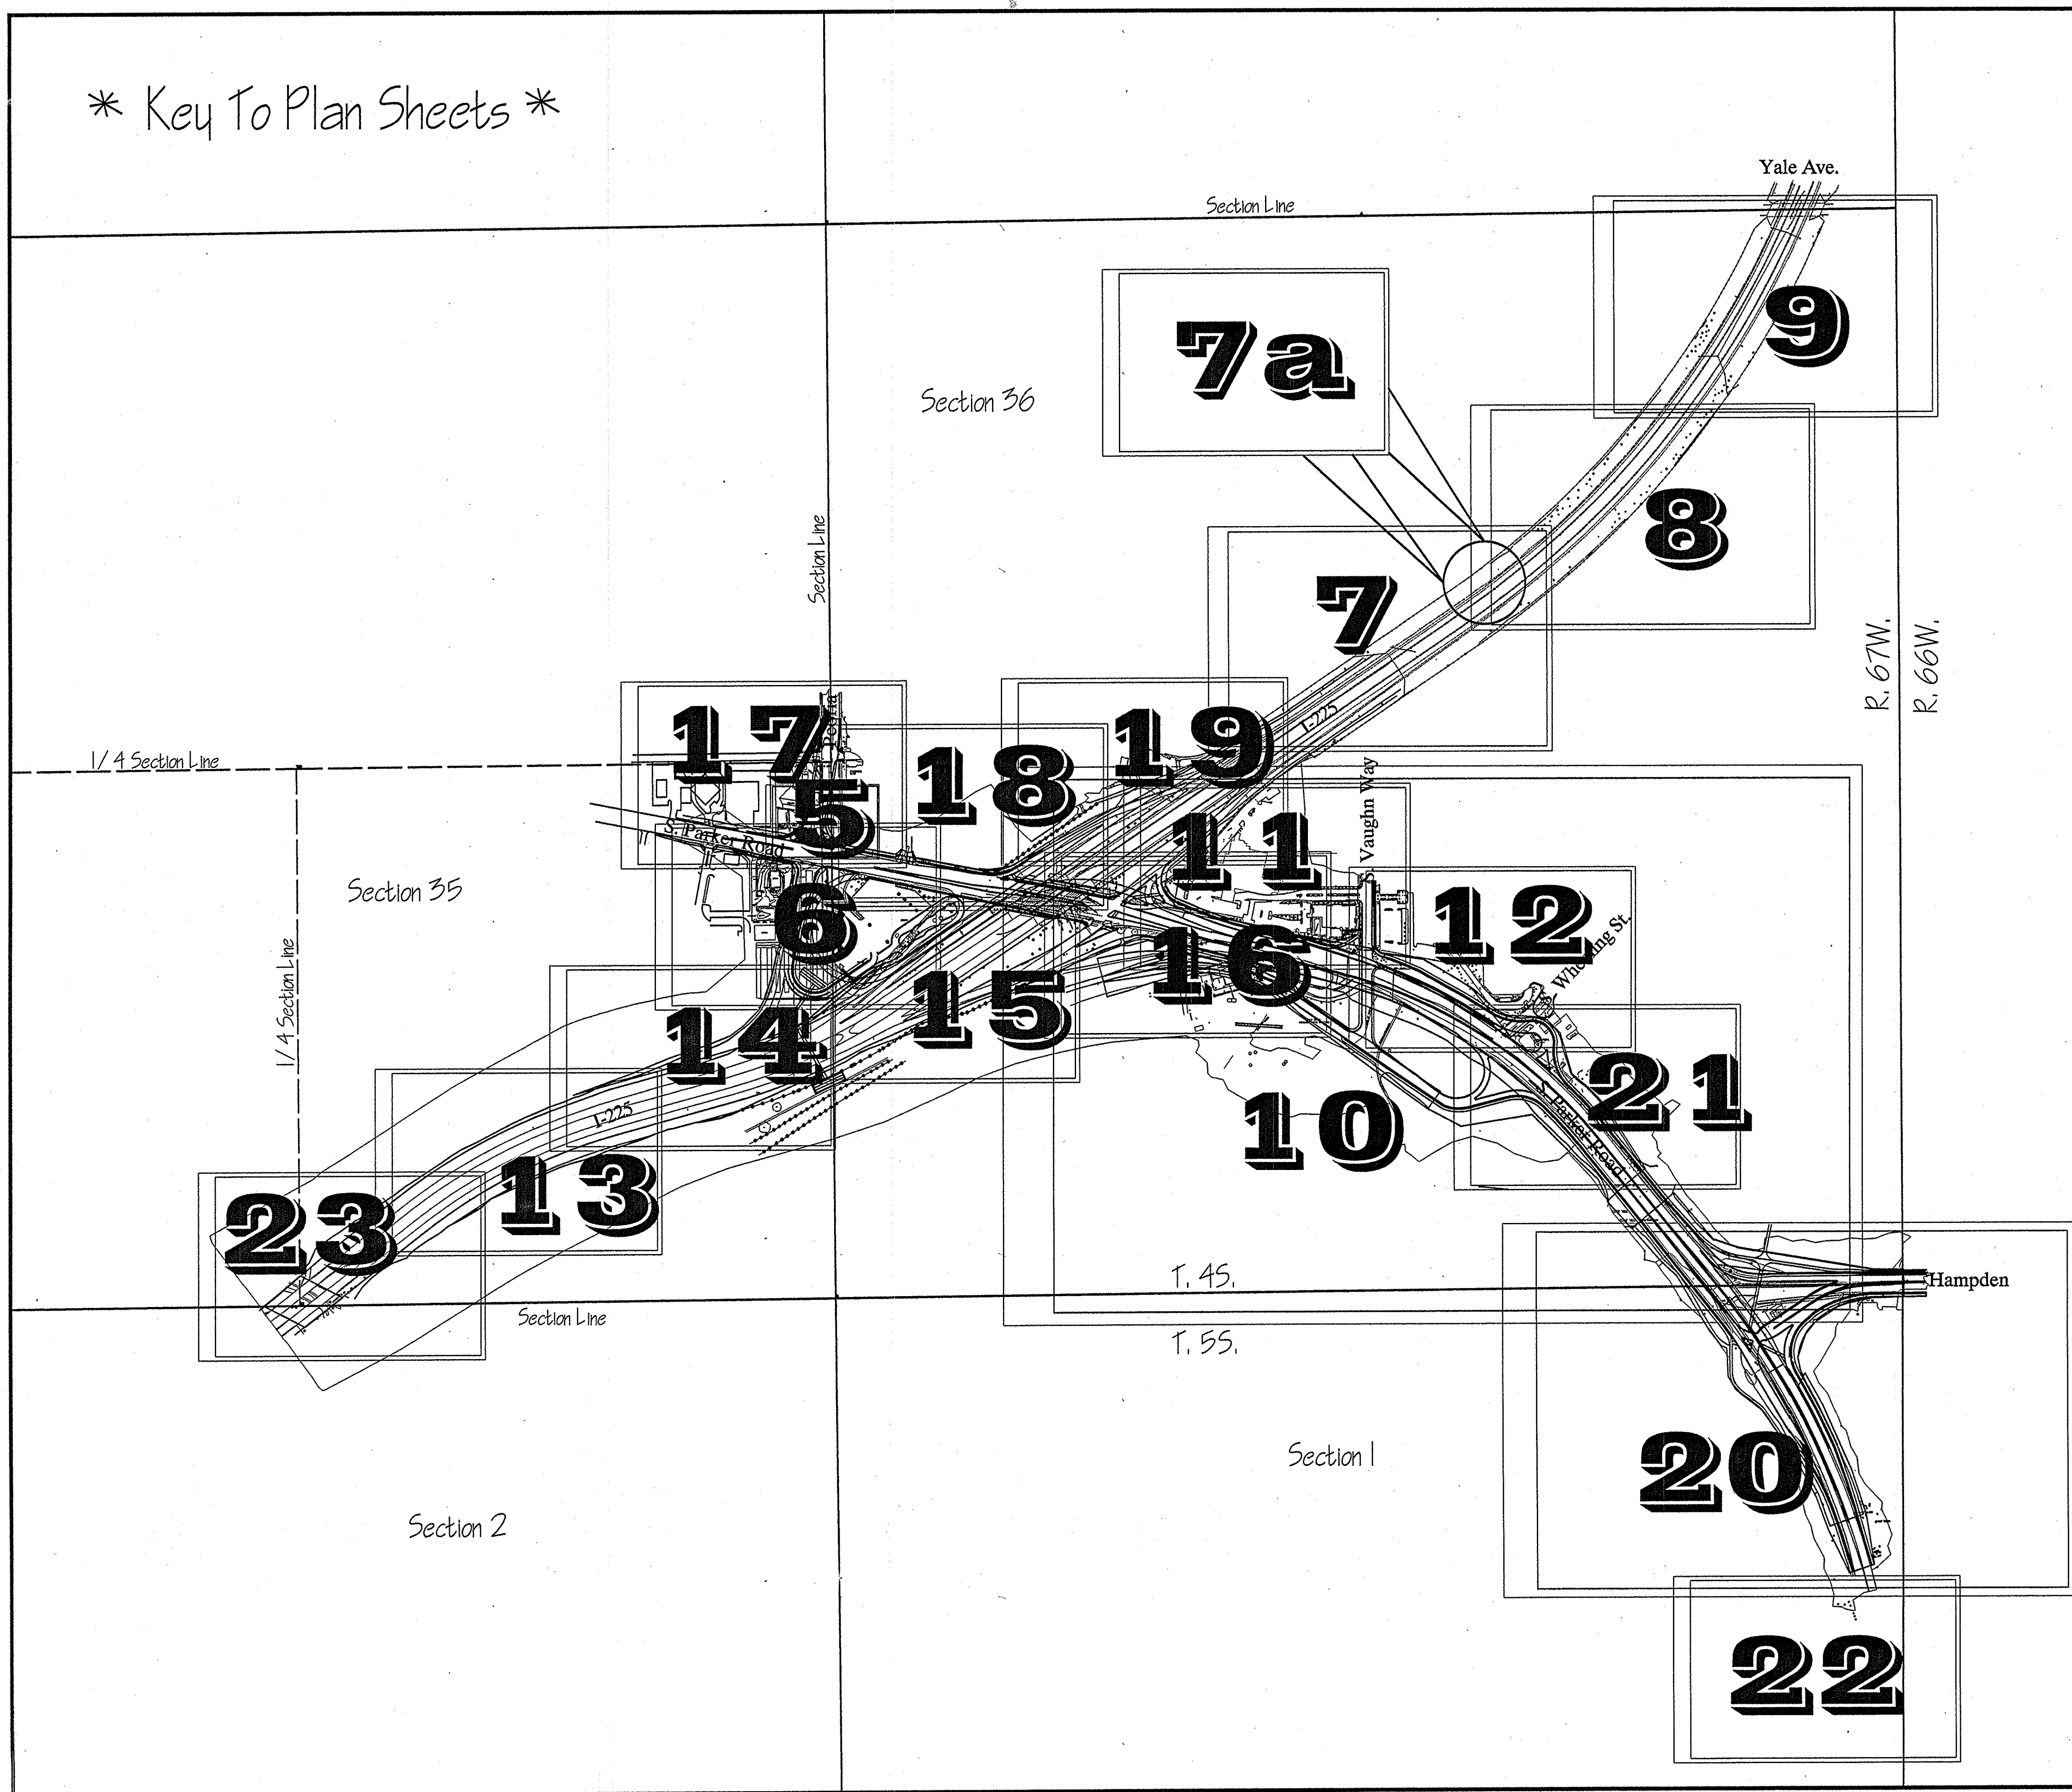 * Key To Plan Sheets *
Yale Ave.
Section Line
9
7a
Section 36
8
Section Line
7
R. 67W.
R. 66W.
I-225
17
Peoria
19
18
1/4 Section Line
S. Vaughn Way
5
S. Parker Road
11
Section 35
6
12
Wheeling St.
16
15
1/4 Section Line
14
21
S. Parker Road
I-225
10
13
23
T. 4S.
Hampden
Section Line
T. 5S.
Section 1
20
Section 2
22